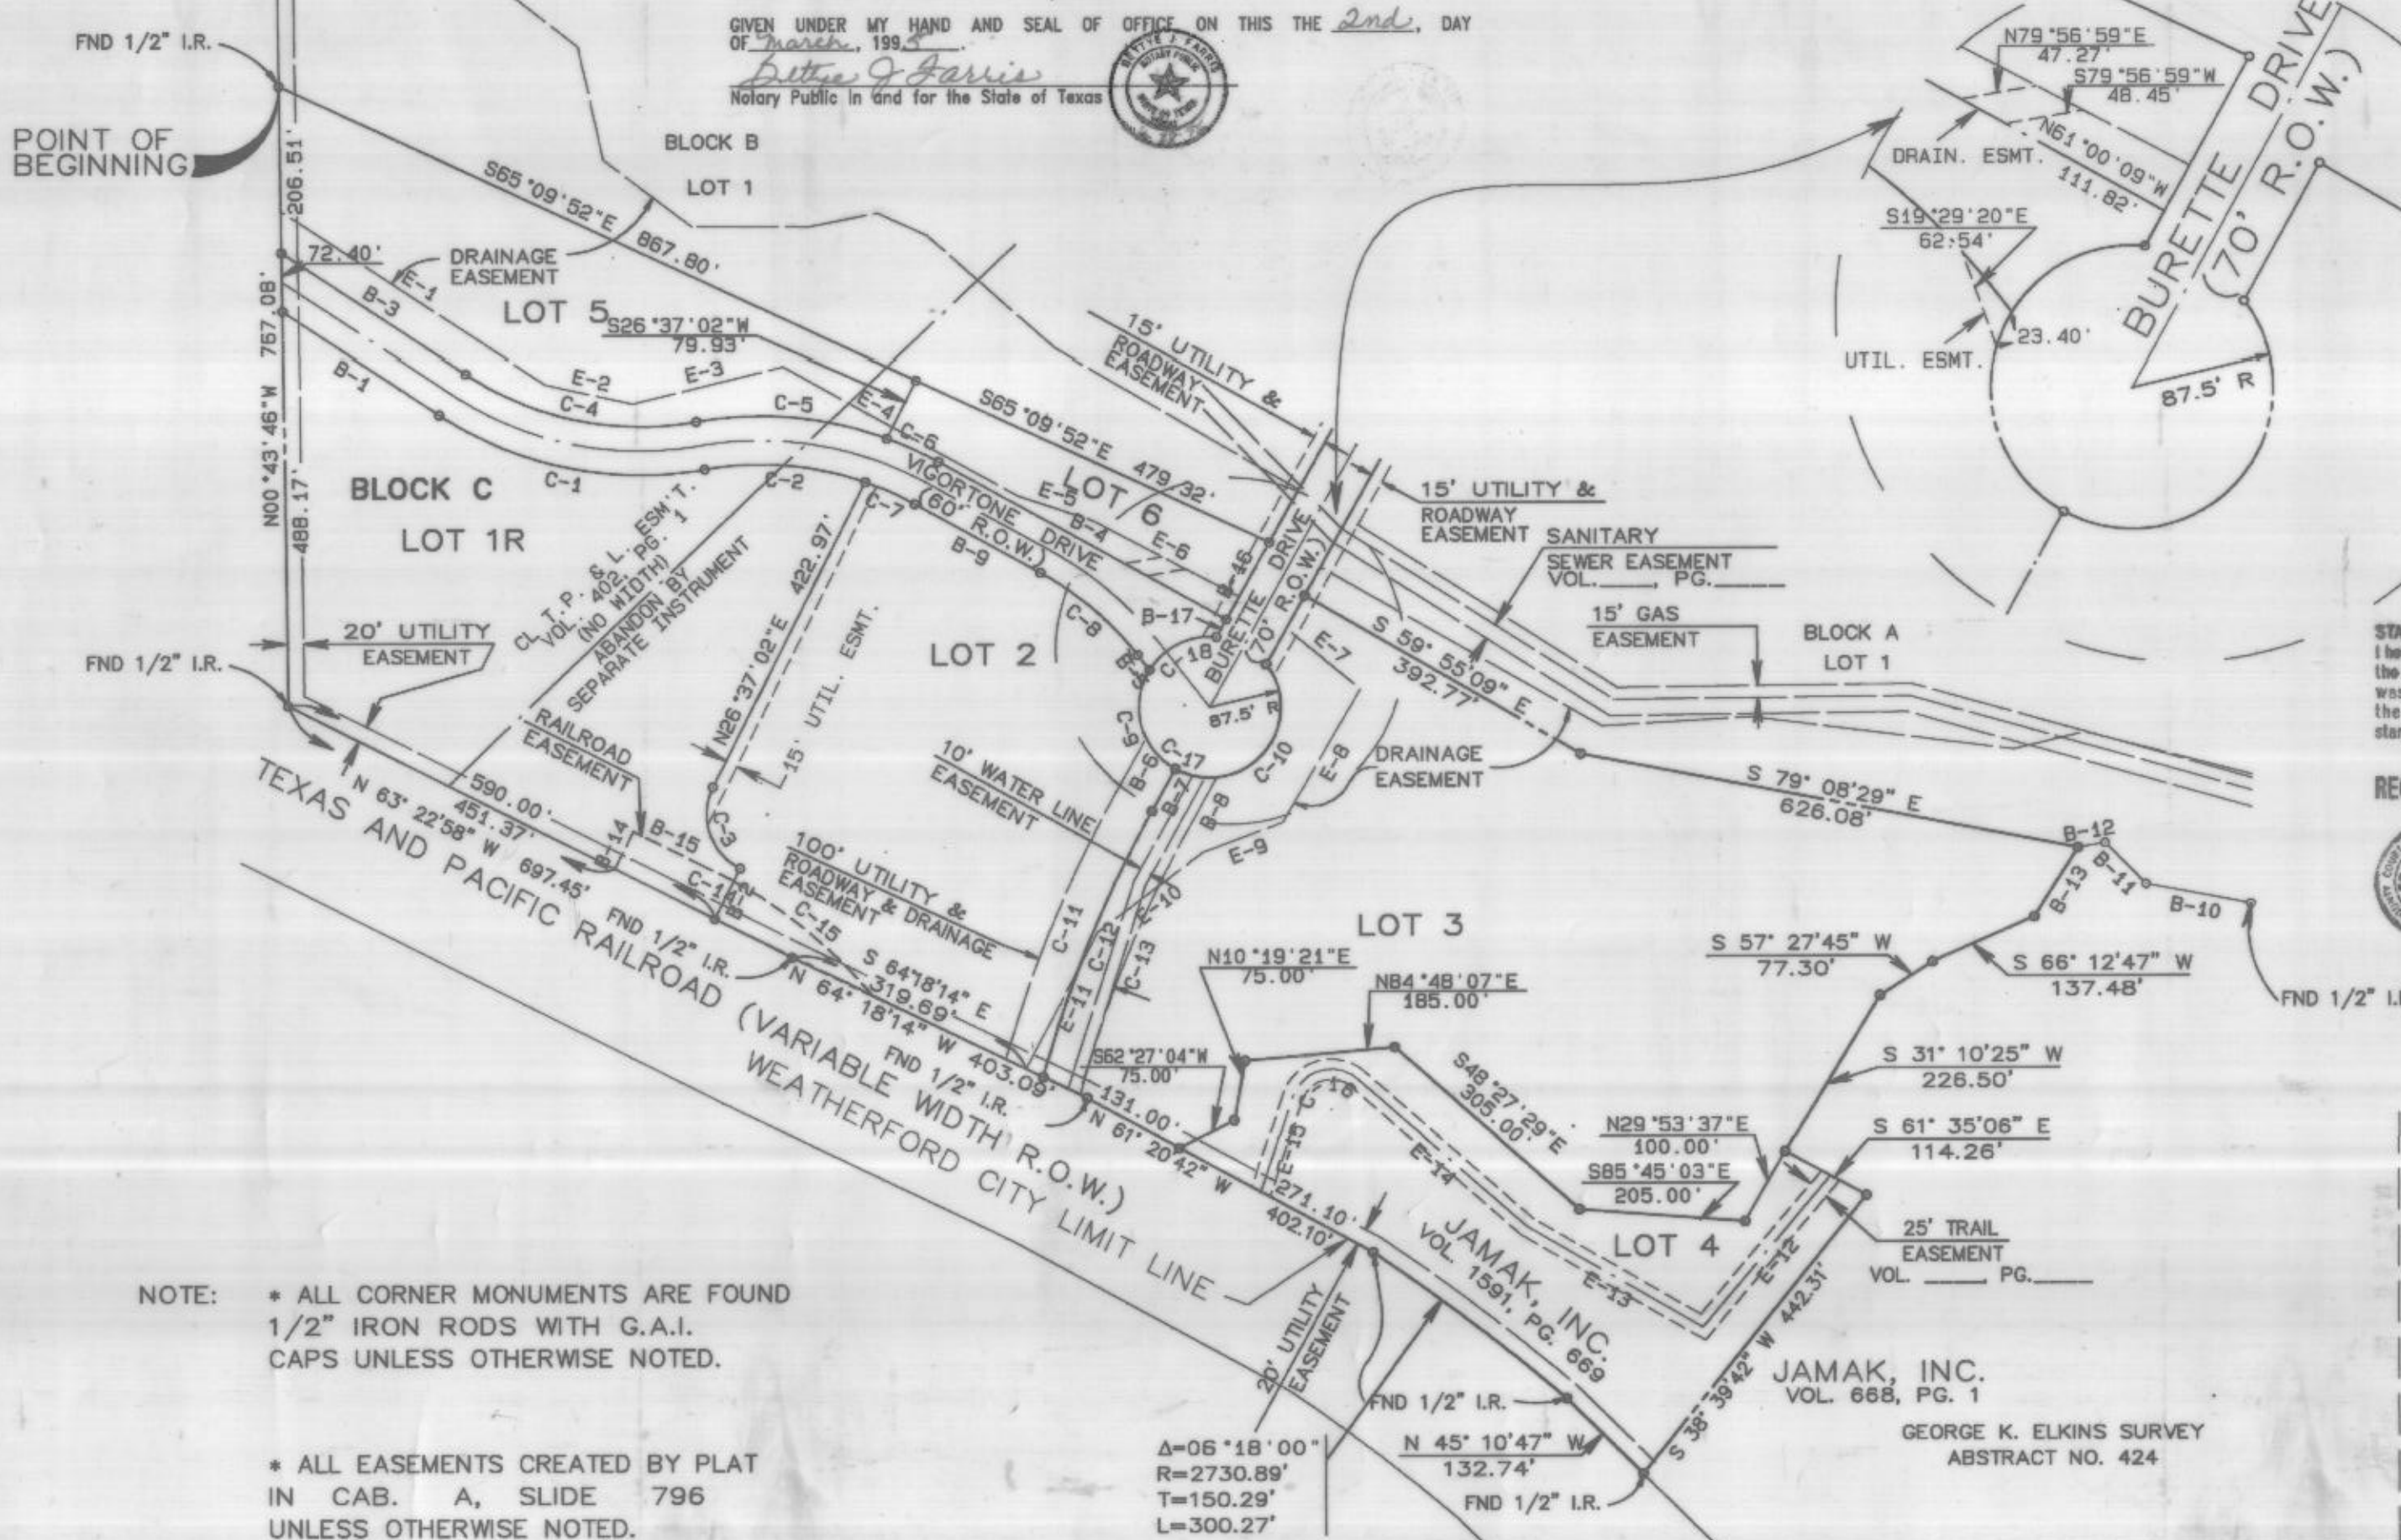 GIVEN UNDER MY HAND AND SEAL OF OFFICE ON THIS THE 2nd, DAY
OF March, 1995.
Bettye J Farris
Notary Public in and for the State of Texas
BETTYE J. FARRIS
NOTARY PUBLIC
FND 1/2" I.R.
POINT OF
BEGINNING
206.51'
72.40'
N00°43'46"W 767.08'
488.17'
S65°09'52"E 867.80'
BLOCK B
LOT 1
DRAINAGE
EASEMENT
LOT 5
S26°37'02"W
79.93'
E-1
B-3
B-1
E-2
C-4
E-3
C-5
E-4
C-6
C-1
C-2
C-7
BLOCK C
LOT 1R
S65°09'52"E 479.32'
LOT 6
VIGORTONE DRIVE
(60' R.O.W.)
E-5
B-4
E-6
B-9
C-8
B-17
B-16
C-18
B-5
15' UTILITY &
ROADWAY
EASEMENT
BURETTE DRIVE
(70' R.O.W.)
87.5' R
15' UTILITY &
ROADWAY
EASEMENT
SANITARY
SEWER EASEMENT
VOL.____, PG.____
15' GAS
EASEMENT
BLOCK A
LOT 1
E-7
S 59° 55'09" E
392.77'
DRAINAGE
EASEMENT
S 79° 08'29" E
626.08'
B-12
B-11
B-10
B-13
FND 1/2" I.
N79°56'59"E
47.27'
S79°56'59"W
48.45'
DRAIN. ESMT.
N61°00'09"W
111.82'
S19°29'20"E
62.54'
UTIL. ESMT.
23.40'
BURETTE DRIVE
(70' R.O.W.)
87.5' R
STA
I he
the
was
the
star
RE
CL T. P. & L. ESM'T.
VOL. 402, PG. 1
(NO WIDTH)
ABANDON BY
SEPARATE INSTRUMENT
20' UTILITY
EASEMENT
FND 1/2" I.R.
N26°37'02"E 422.97'
15' UTIL. ESMT.
LOT 2
C-9
C-17
C-10
B-6
B-7
B-8
E-8
E-9
E-10
RAILROAD
EASEMENT
590.00'
451.37'
N 63° 22'58" W 697.45'
B-14
B-15
C-3
C-14
B-2
C-15
FND 1/2" I.R.
10' WATER LINE
EASEMENT
100' UTILITY &
ROADWAY & DRAINAGE
EASEMENT
C-11
C-12
C-13
E-11
S 64°18'14" E
319.69'
N 64° 18'14" W 403.09'
FND 1/2" I.R.
TEXAS AND PACIFIC RAILROAD (VARIABLE WIDTH R.O.W.)
WEATHERFORD CITY LIMIT LINE
LOT 3
N10°19'21"E
75.00'
N84°48'07"E
185.00'
S62°27'04"W
75.00'
131.00'
N 61° 20'42" W
271.10'
402.10'
C-16
E-15
E-14
S48°27'29"E
305.00'
S 57° 27'45" W
77.30'
S 66° 12'47" W
137.48'
S 31° 10'25" W
226.50'
N29°53'37"E
100.00'
S 61° 35'06" E
114.26'
S85°45'03"E
205.00'
LOT 4
E-12
E-13
25' TRAIL
EASEMENT
VOL. ____ PG.____
JAMAK, INC.
VOL. 1591, PG. 669
S 38° 39'42" W 442.31'
JAMAK, INC.
VOL. 668, PG. 1
GEORGE K. ELKINS SURVEY
ABSTRACT NO. 424
20' UTILITY
EASEMENT
FND 1/2" I.R.
N 45° 10'47" W
132.74'
FND 1/2" I.R.
Δ=06°18'00"
R=2730.89'
T=150.29'
L=300.27'
NOTE: * ALL CORNER MONUMENTS ARE FOUND
1/2" IRON RODS WITH G.A.I.
CAPS UNLESS OTHERWISE NOTED.
* ALL EASEMENTS CREATED BY PLAT
IN CAB. A, SLIDE 796
UNLESS OTHERWISE NOTED.